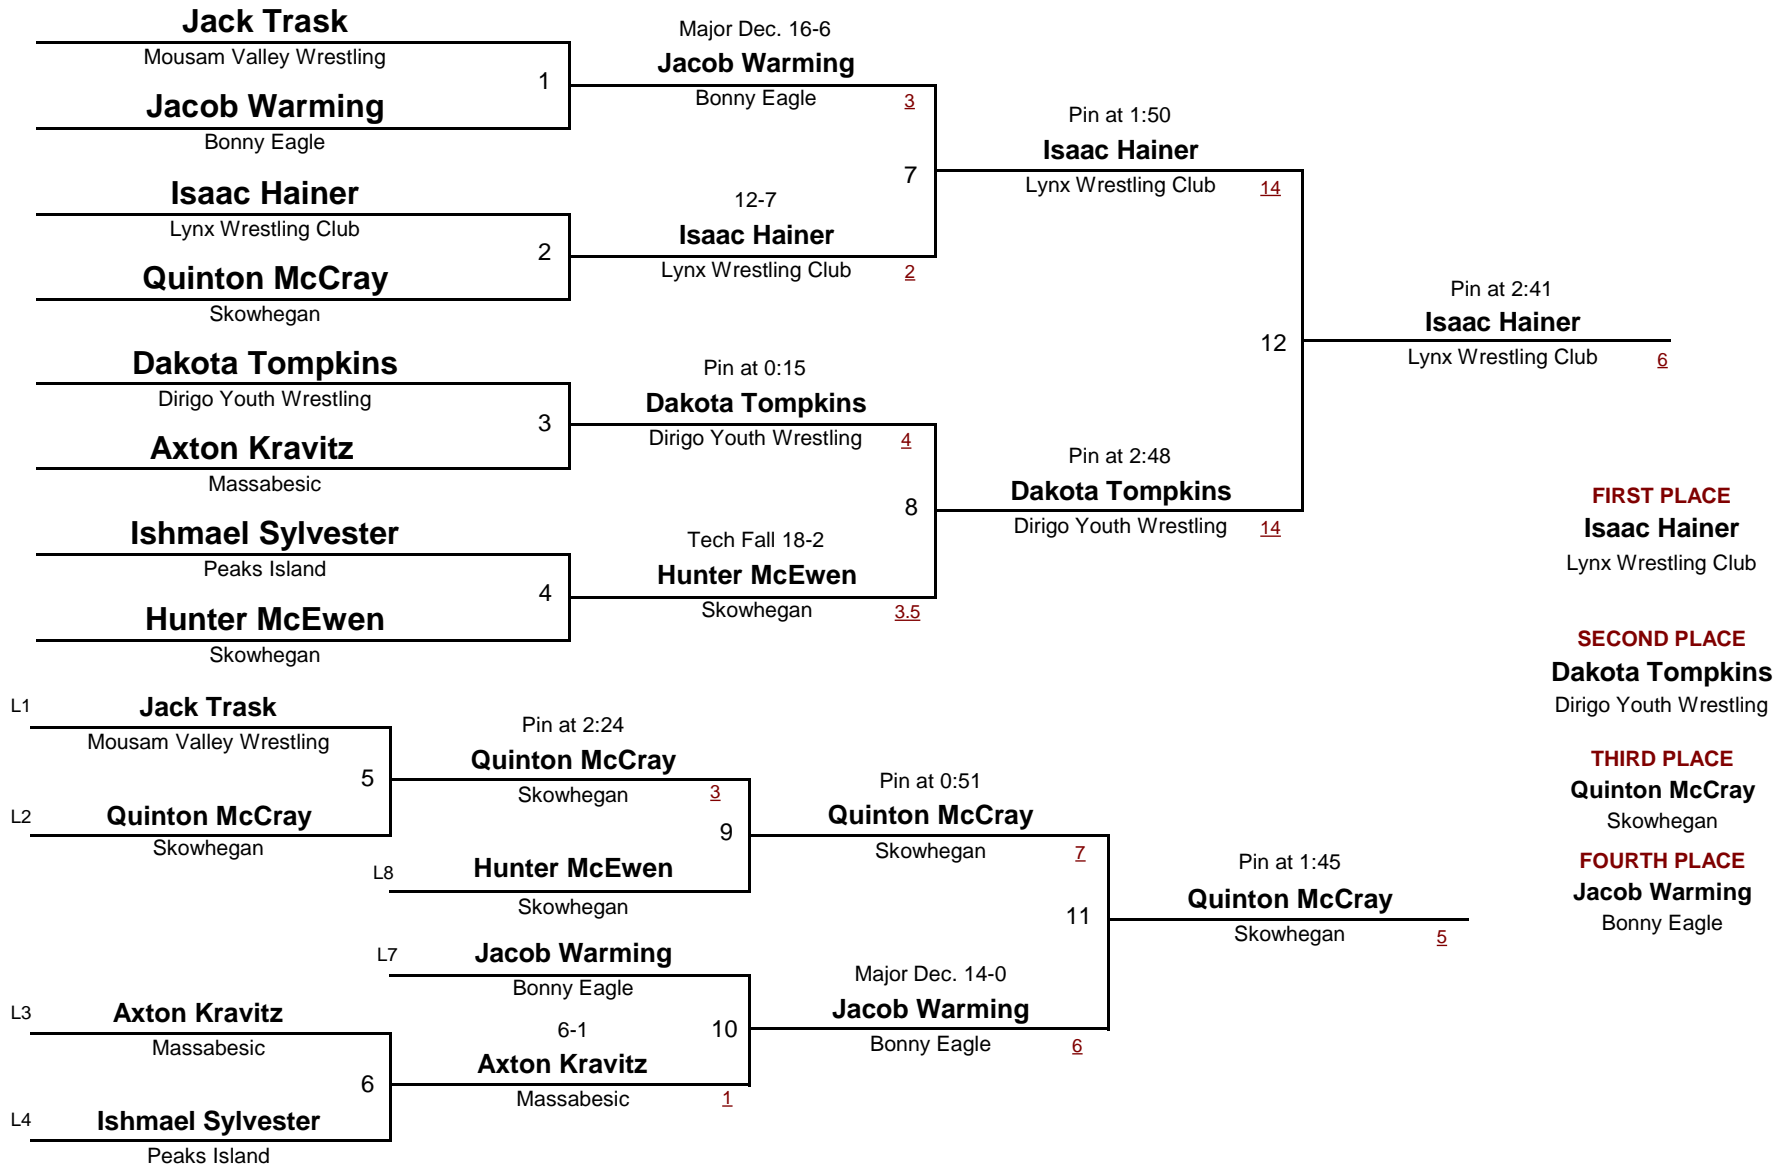 Jack Trask
Mousam Valley Wrestling
1
Jacob Warming
Bonny Eagle
Major Dec. 16-6
Jacob Warming
Bonny Eagle
3
Isaac Hainer
Lynx Wrestling Club
2
Quinton McCray
Skowhegan
12-7
Isaac Hainer
Lynx Wrestling Club
2
7
Pin at 1:50
Isaac Hainer
Lynx Wrestling Club
14
Dakota Tompkins
Dirigo Youth Wrestling
3
Axton Kravitz
Massabesic
Pin at 0:15
Dakota Tompkins
Dirigo Youth Wrestling
4
Ishmael Sylvester
Peaks Island
4
Hunter McEwen
Skowhegan
Tech Fall 18-2
Hunter McEwen
Skowhegan
3.5
8
Pin at 2:48
Dakota Tompkins
Dirigo Youth Wrestling
14
12
Pin at 2:41
Isaac Hainer
Lynx Wrestling Club
6
FIRST PLACE
Isaac Hainer
Lynx Wrestling Club
SECOND PLACE
Dakota Tompkins
Dirigo Youth Wrestling
THIRD PLACE
Quinton McCray
Skowhegan
FOURTH PLACE
Jacob Warming
Bonny Eagle
L1
Jack Trask
Mousam Valley Wrestling
5
L2
Quinton McCray
Skowhegan
Pin at 2:24
Quinton McCray
Skowhegan
3
9
L8
Hunter McEwen
Skowhegan
Pin at 0:51
Quinton McCray
Skowhegan
7
L7
Jacob Warming
Bonny Eagle
L3
Axton Kravitz
Massabesic
6
L4
Ishmael Sylvester
Peaks Island
6-1
Axton Kravitz
Massabesic
1
10
Major Dec. 14-0
Jacob Warming
Bonny Eagle
6
11
Pin at 1:45
Quinton McCray
Skowhegan
5